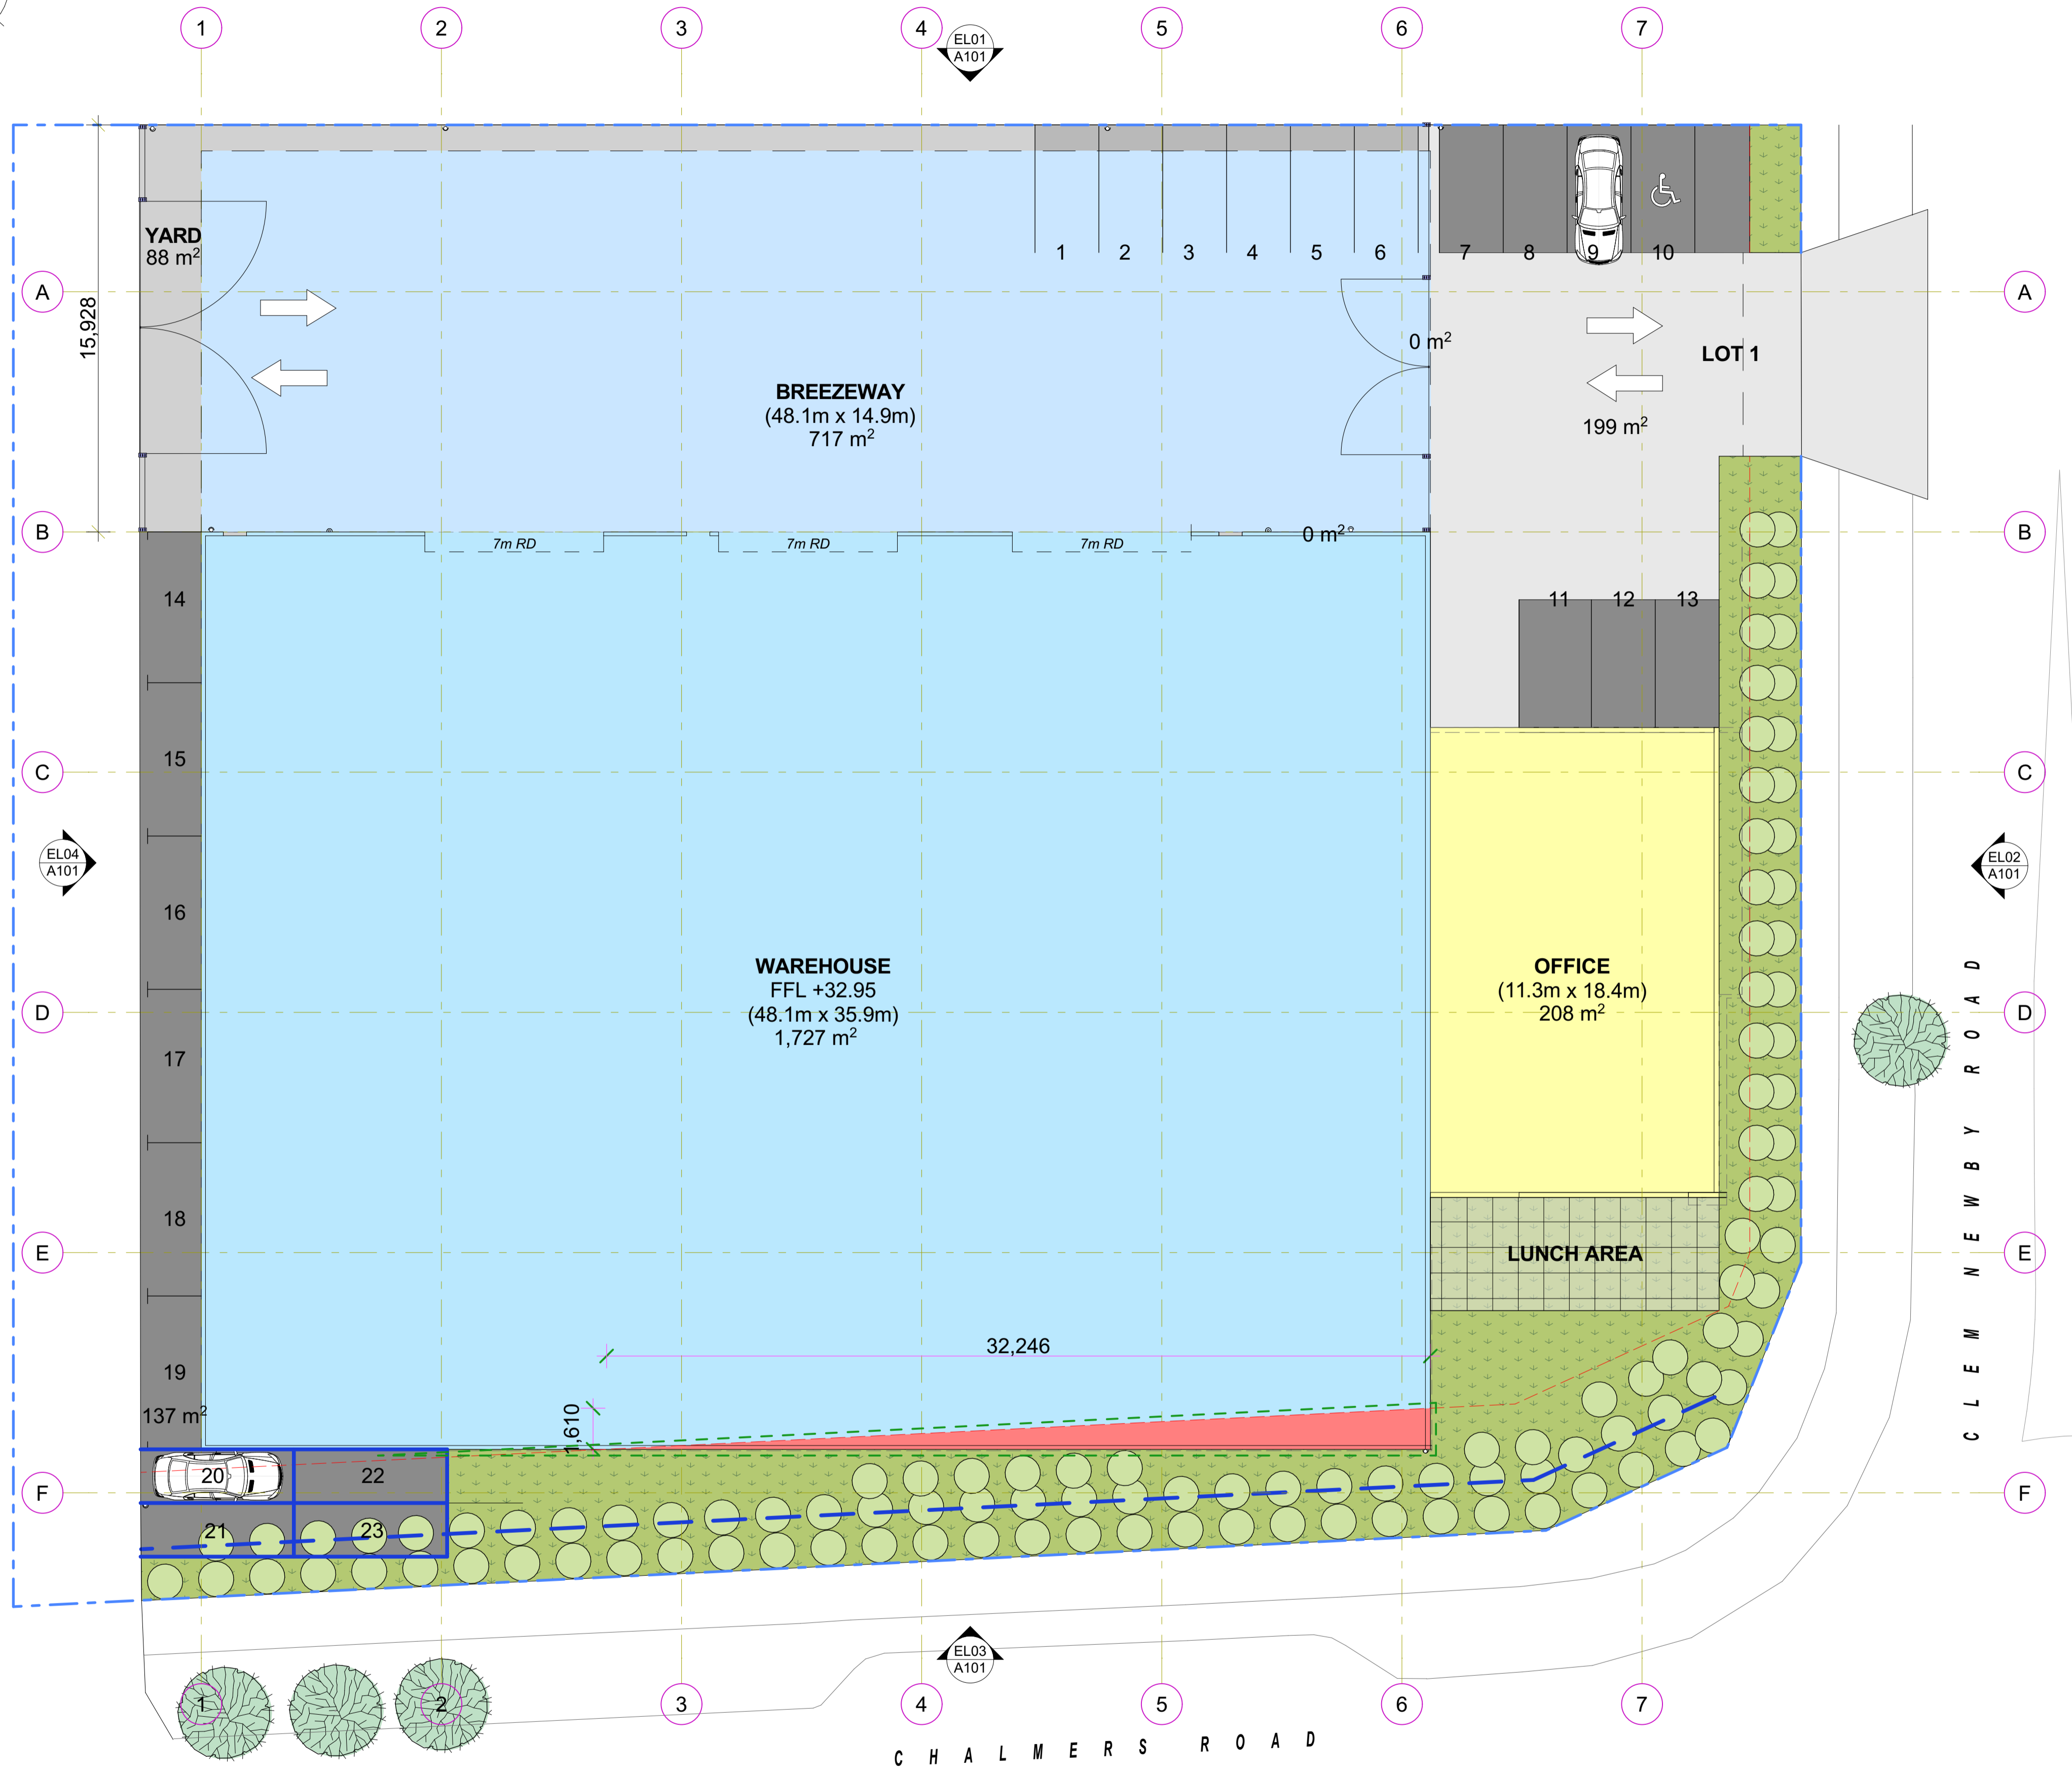 1 2 3 4 5 6 7
EL01
A101
YARD
88 m²
1 2 3 4 5 6 7 8 9 10
A A
15,928
0 m²
LOT 1
BREEZEWAY
(48.1m x 14.9m)
717 m²
199 m²
B B
7m RD 7m RD 7m RD
0 m²
14
11 12 13
15
C C
EL04
A101
EL02
A101
16
WAREHOUSE
FFL +32.95
(48.1m x 35.9m)
1,727 m²
OFFICE
(11.3m x 18.4m)
208 m²
D D
17
CLEM NEWBY ROAD
18
E E
LUNCH AREA
32,246
19
137 m²
1,610
20 22
F F
21 23
EL03
A101
1 2 3 4 5 6 7
CHALMERS ROAD